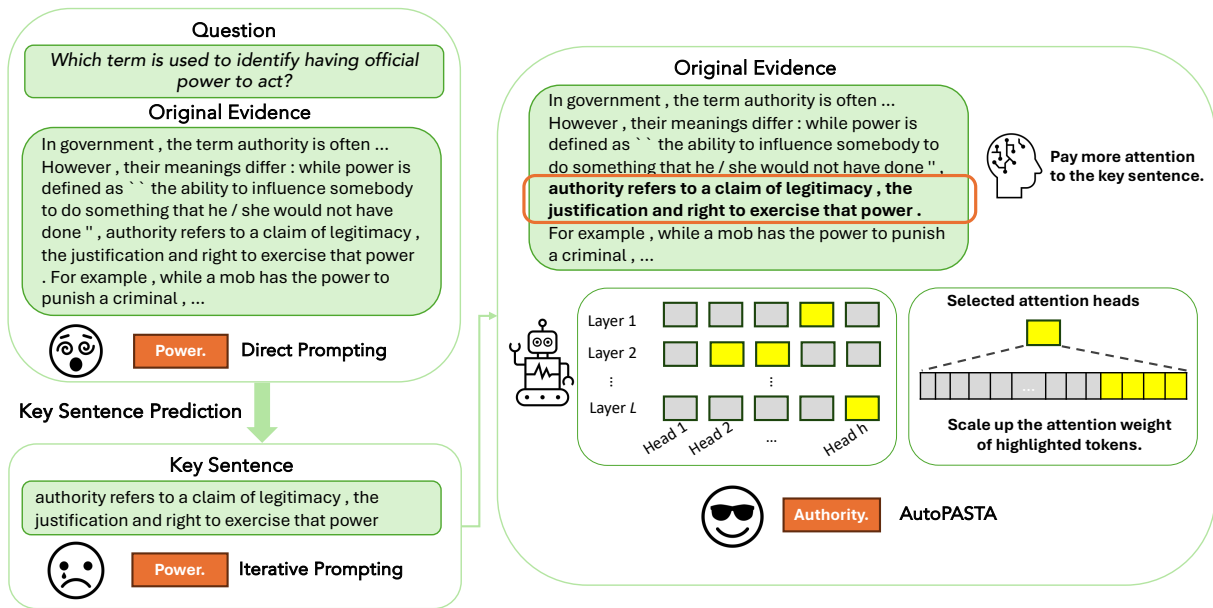 Question
Which term is used to identify having official
power to act?
Original Evidence
In government , the term authority is often ...
However , their meanings differ : while power is
defined as ` ` the ability to influence somebody
to do something that he / she would not have
done " , authority refers to a claim of legitimacy ,
the justification and right to exercise that power
. For example , while a mob has the power to
punish a criminal , ...
Power.
Direct Prompting
Key Sentence Prediction
Key Sentence
authority refers to a claim of legitimacy , the
justification and right to exercise that power
Power.
Iterative Prompting
Original Evidence
In government , the term authority is often ...
However , their meanings differ : while power is
defined as ` ` the ability to influence somebody to
do something that he / she would not have done " ,
authority refers to a claim of legitimacy , the
justification and right to exercise that power .
For example , while a mob has the power to punish
a criminal , ...
Pay more attention
to the key sentence.
Layer 1
Layer 2
⋮
⋮
Layer L
Head 1
Head 2
...
Head h
Selected attention heads
...
Scale up the attention weight
of highlighted tokens.
Authority.
AutoPASTA